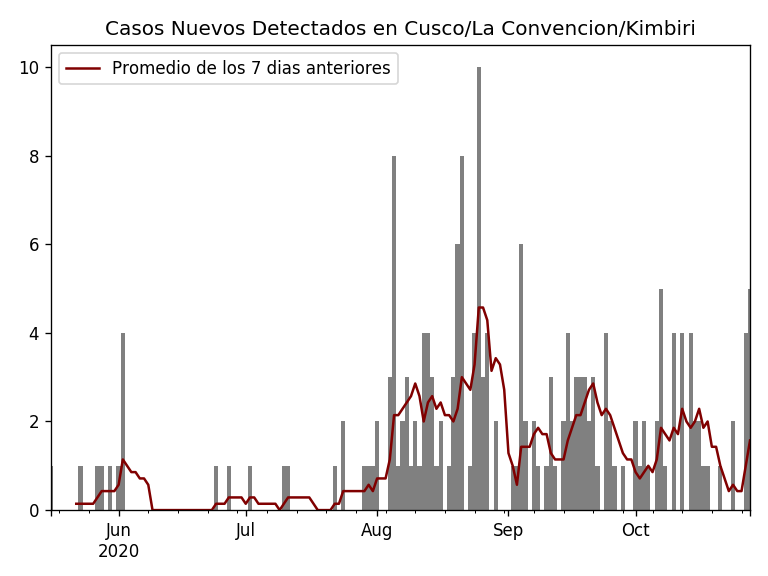 Casos Nuevos Detectados en Cusco/La Convencion/Kimbiri
Promedio de los 7 dias anteriores
10
8
6
4
2
0
Jun Jul Aug Sep Oct
2020